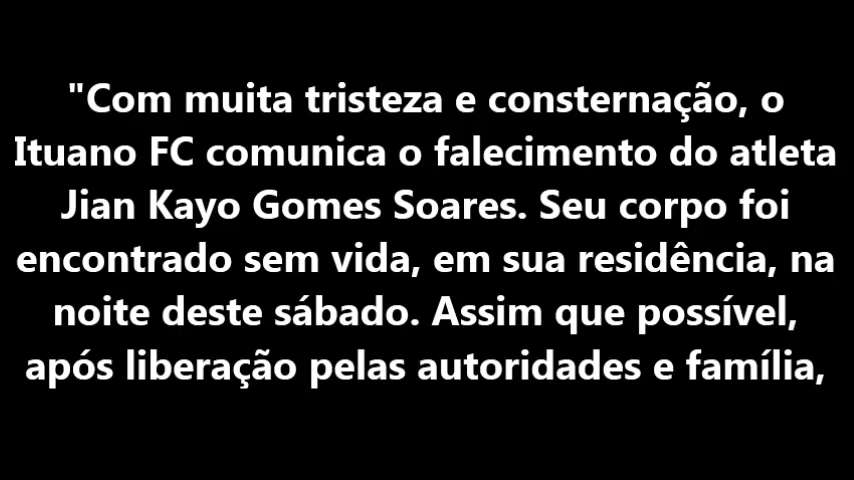 "Com muita tristeza e consternação, o
Ituano FC comunica o falecimento do atleta
Jian Kayo Gomes Soares. Seu corpo foi
encontrado sem vida, em sua residência, na
noite deste sábado. Assim que possível,
após liberação pelas autoridades e família,